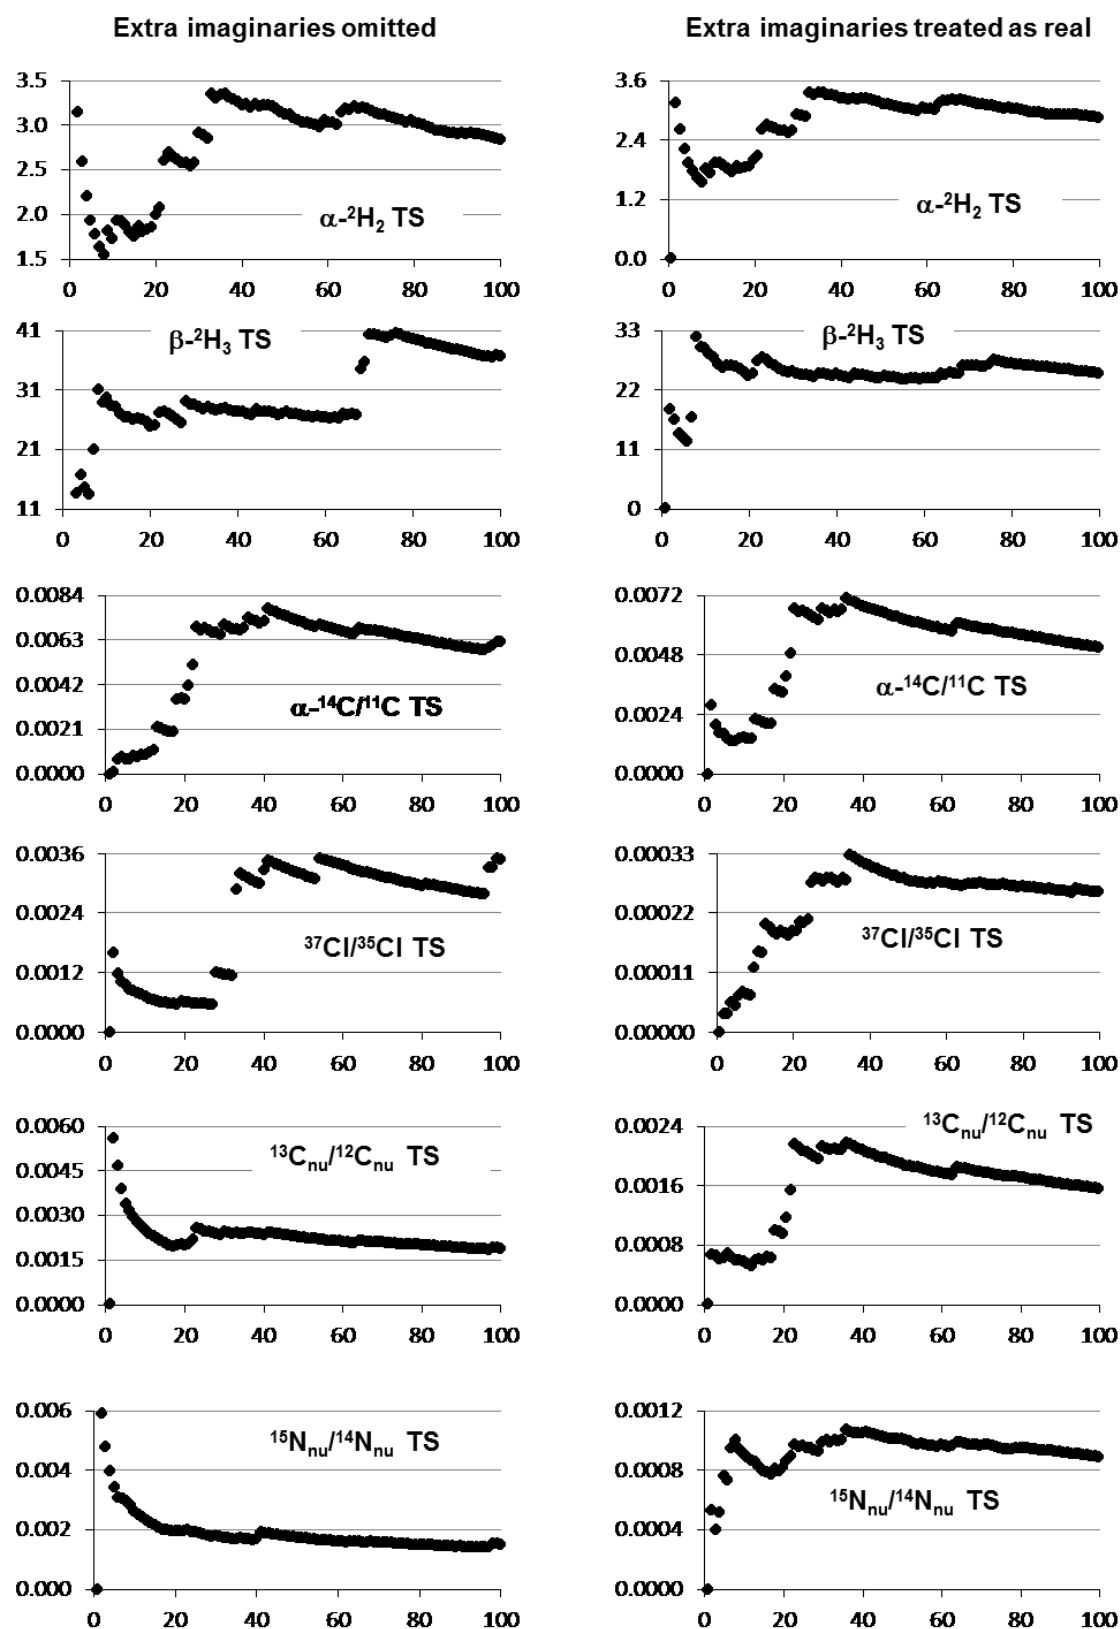 Extra imaginaries omitted
Extra imaginaries treated as real
3.5
3.0
2.5
2.0
1.5
α-²H₂ TS
0 20 40 60 80 100
3.6
2.4
1.2
0.0
α-²H₂ TS
0 20 40 60 80 100
41
31
21
11
β-²H₃ TS
0 20 40 60 80 100
33
22
11
0
β-²H₃ TS
0 20 40 60 80 100
0.0084
0.0063
0.0042
0.0021
0.0000
α-¹⁴C/¹¹C TS
0 20 40 60 80 100
0.0072
0.0048
0.0024
0.0000
α-¹⁴C/¹¹C TS
0 20 40 60 80 100
0.0036
0.0024
0.0012
0.0000
³⁷Cl/³⁵Cl TS
0 20 40 60 80 100
0.00033
0.00022
0.00011
0.00000
³⁷Cl/³⁵Cl TS
0 20 40 60 80 100
0.0060
0.0045
0.0030
0.0015
0.0000
¹³Cnu/¹²Cnu TS
0 20 40 60 80 100
0.0024
0.0016
0.0008
0.0000
¹³Cnu/¹²Cnu TS
0 20 40 60 80 100
0.006
0.004
0.002
0.000
¹⁵Nnu/¹⁴Nnu TS
0 20 40 60 80 100
0.0012
0.0008
0.0004
0.0000
¹⁵Nnu/¹⁴Nnu TS
0 20 40 60 80 100